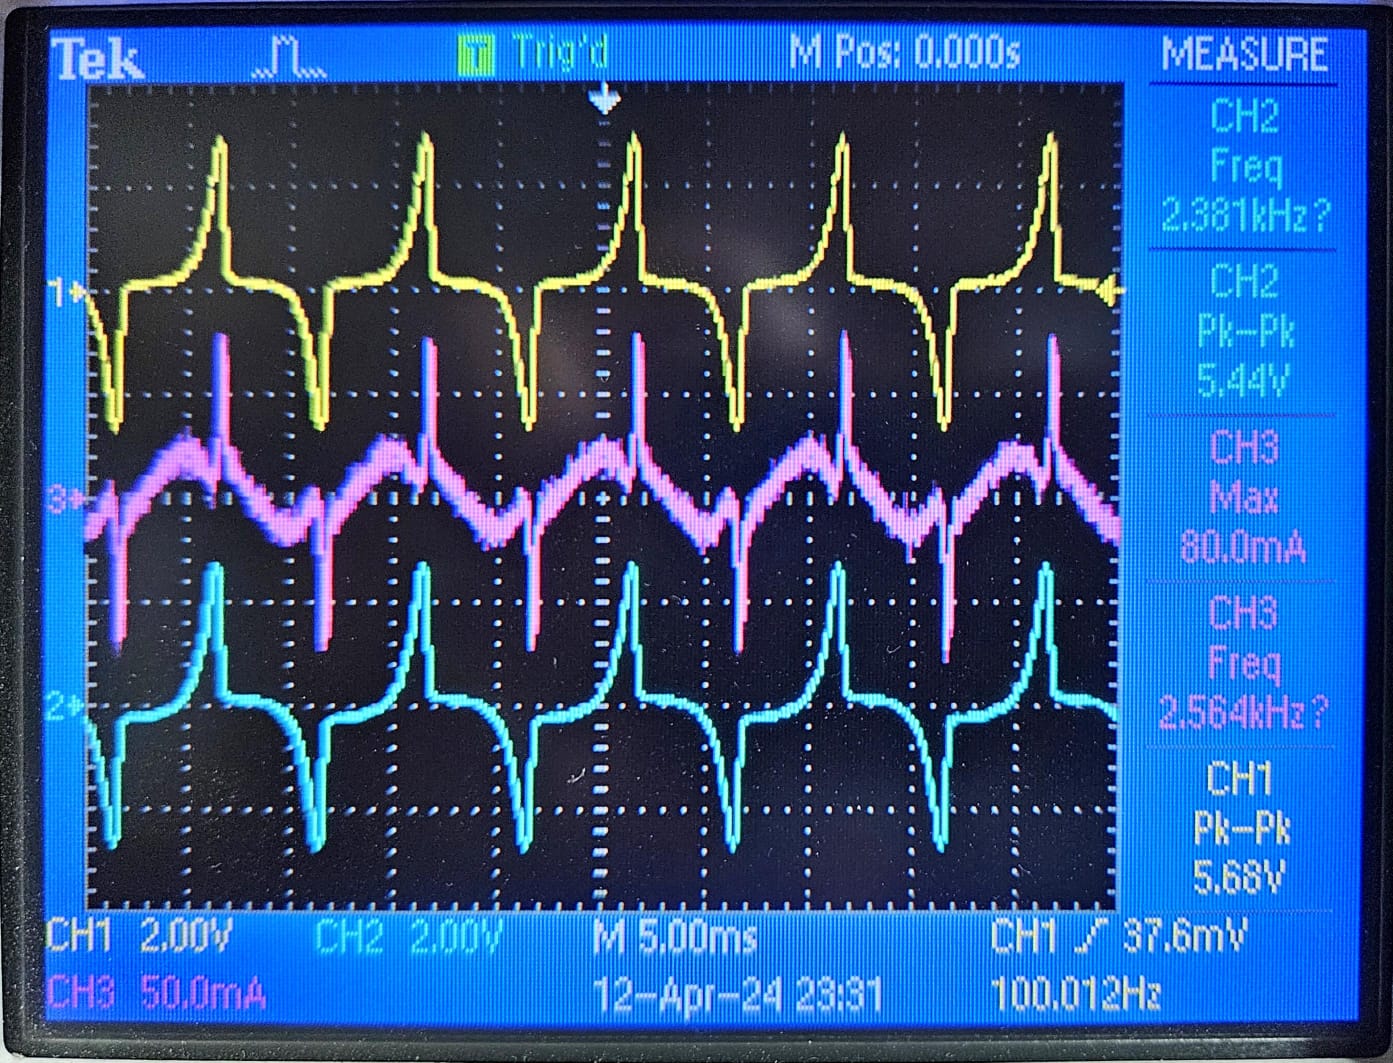 Tek T Trig'd M Pos: 0.000s MEASURE
CH2
Freq
2.381kHz?
CH2
Pk-Pk
5.44V
CH3
Max
80.0mA
CH3
Freq
2.564kHz?
CH1
Pk-Pk
5.68V
1
3
2
CH1 2.00V CH2 2.00V M 5.00ms CH1 37.6mV
CH3 50.0mA 12-Apr-24 23:31 100.012Hz